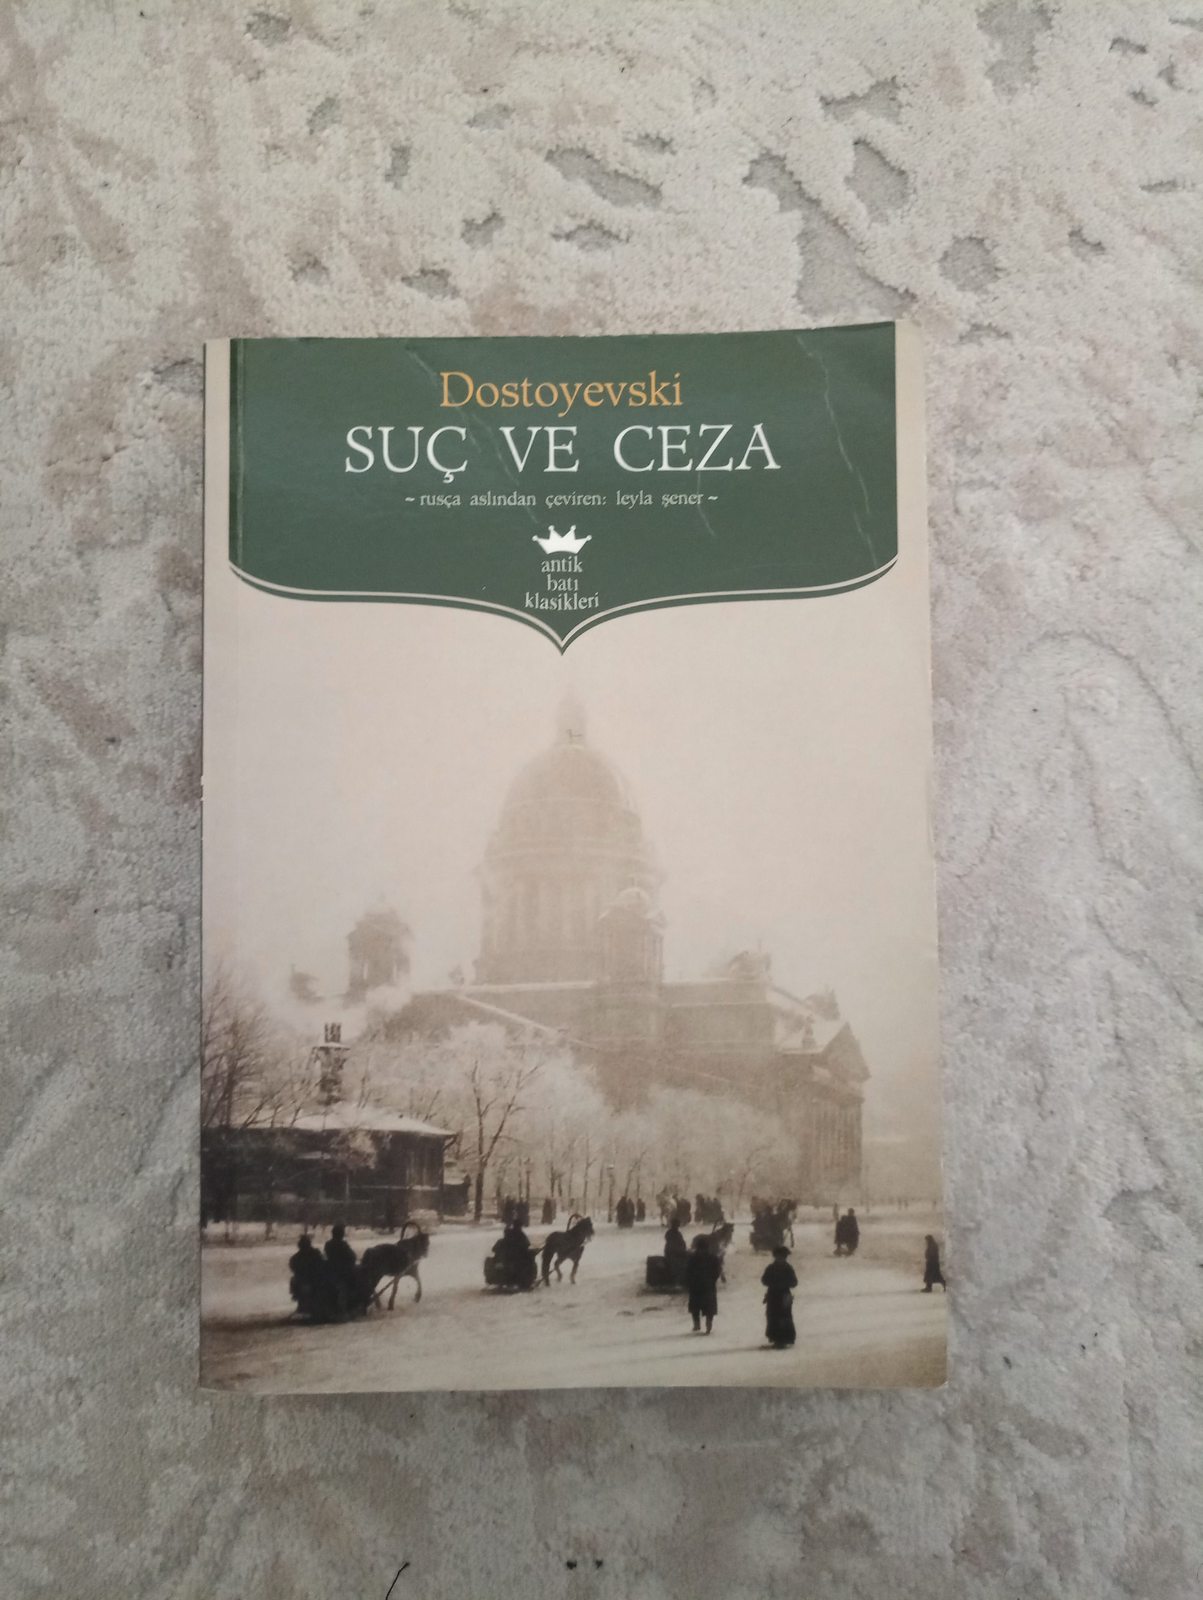 Dostoyevski
SUÇ VE CEZA
~ rusça aslından çeviren: leyla şener ~
antik
batı
klasikleri